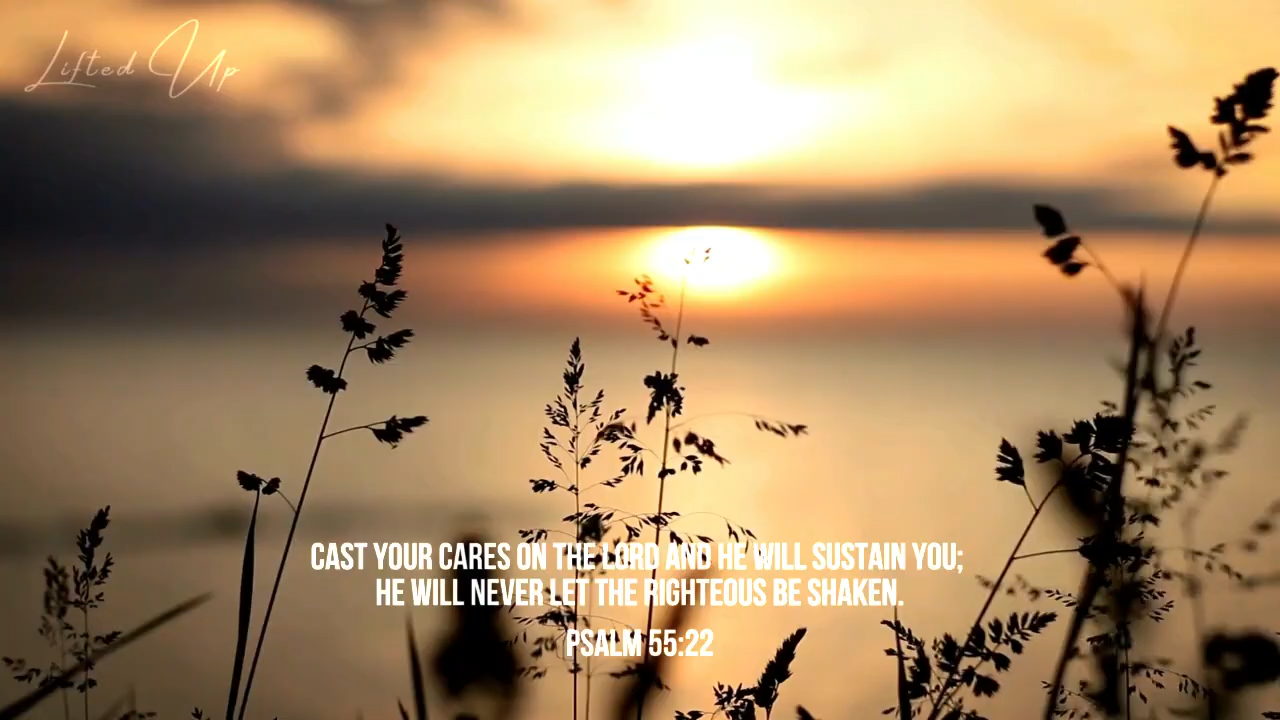 Lifted Up
CAST YOUR CARES ON THE LORD AND HE WILL SUSTAIN YOU;
HE WILL NEVER LET THE RIGHTEOUS BE SHAKEN.
PSALM 55:22